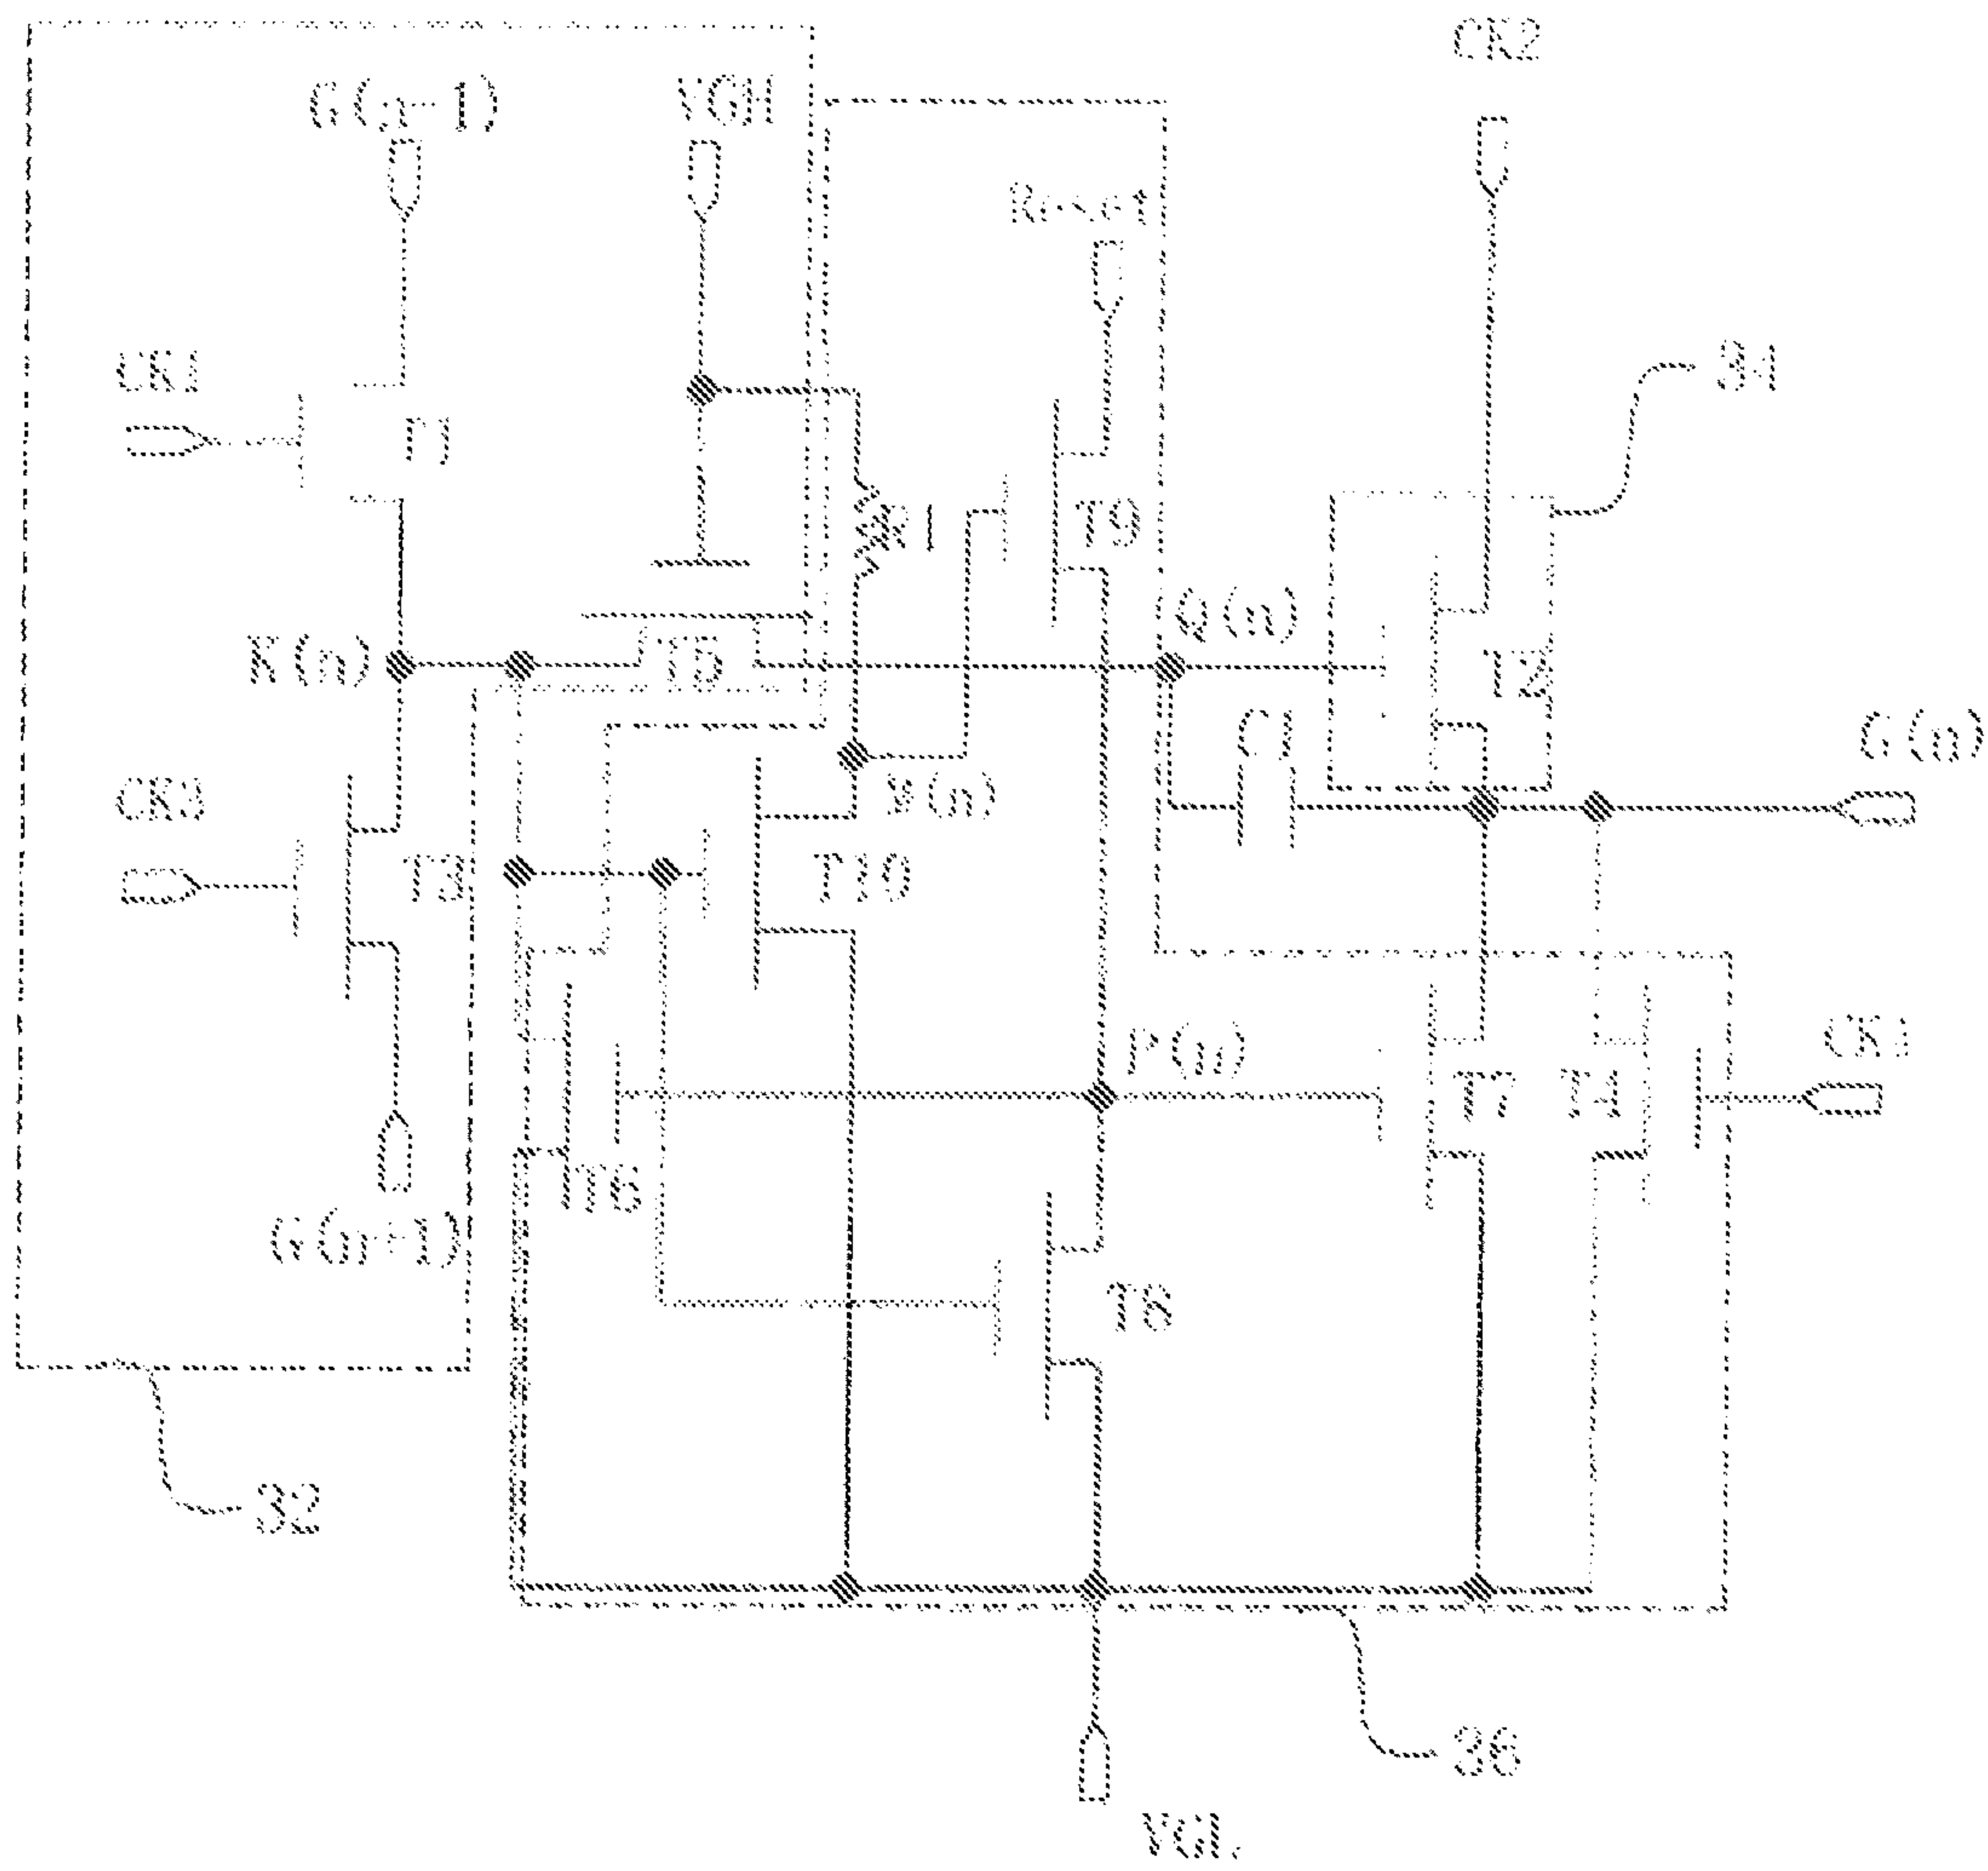 CK2
G(n-1)
VGH
Reset
CK1
34
T1
R1
T9
Q(n)
K(n)
T5
T2
G(n)
C1
CK3
M(n)
T3
T10
P(n)
CK1
T7
T4
T6
G(n+1)
T8
32
36
VGL